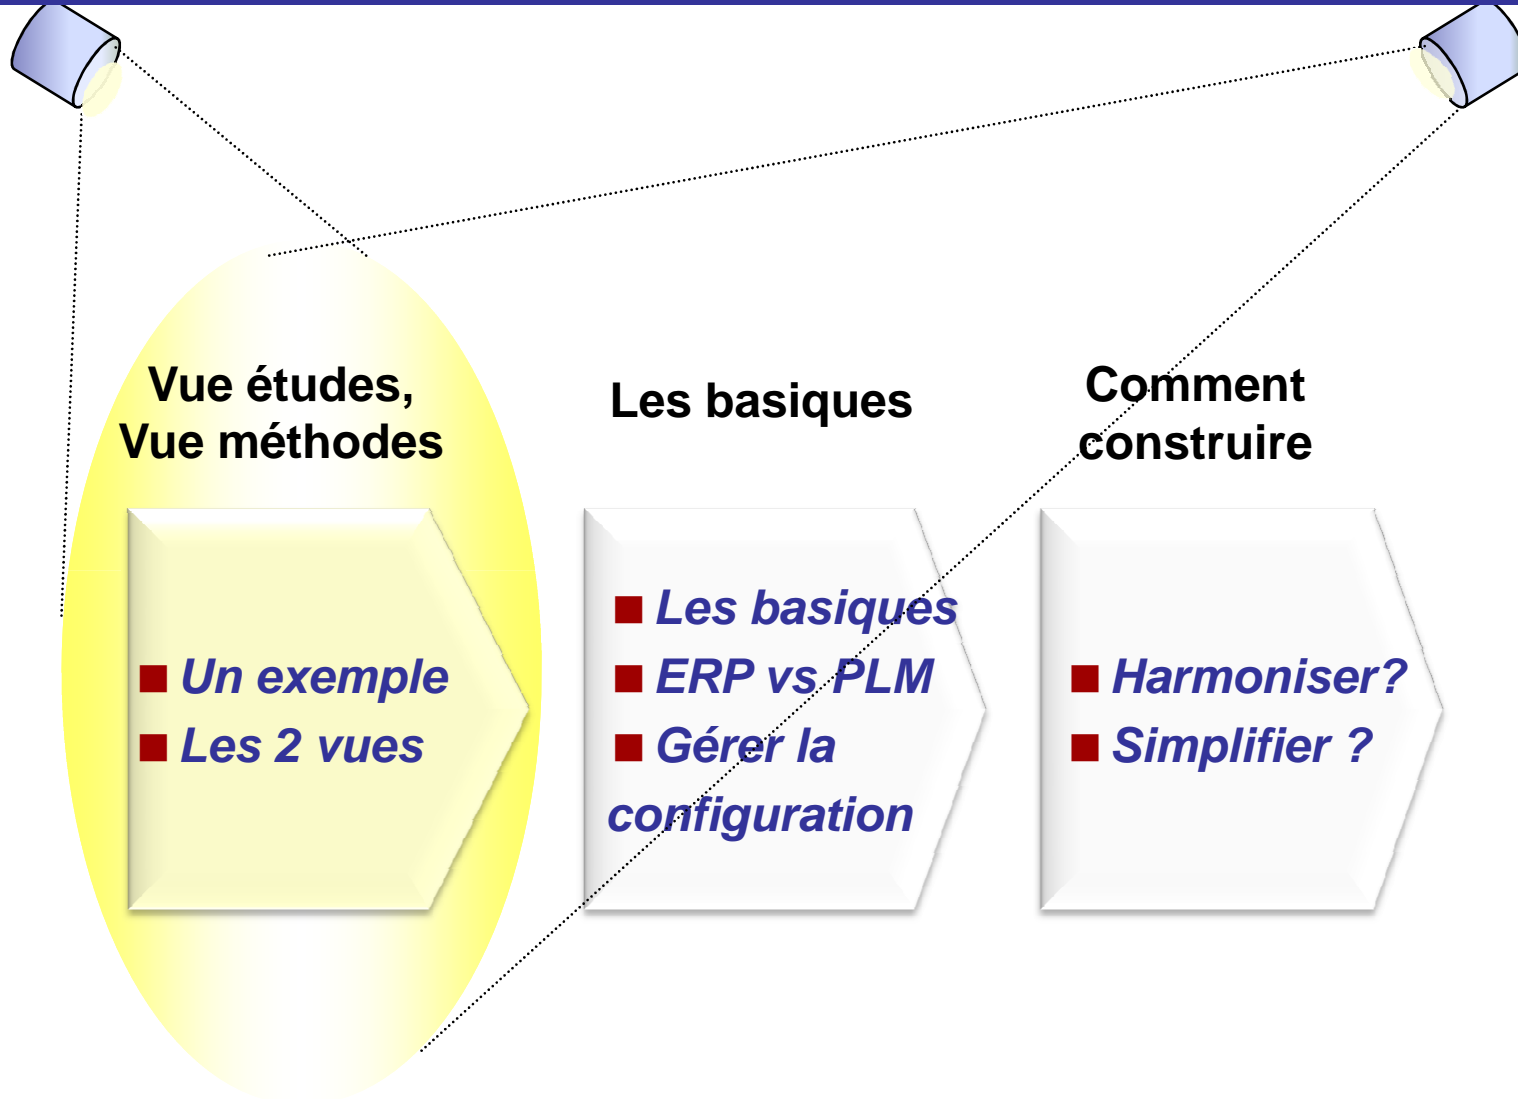 Vue études,
Vue méthodes
Un exemple
Les 2 vues
Les basiques
Les basiques
ERP vs PLM
Gérer la
configuration
Comment
construire
Harmoniser?
Simplifier ?